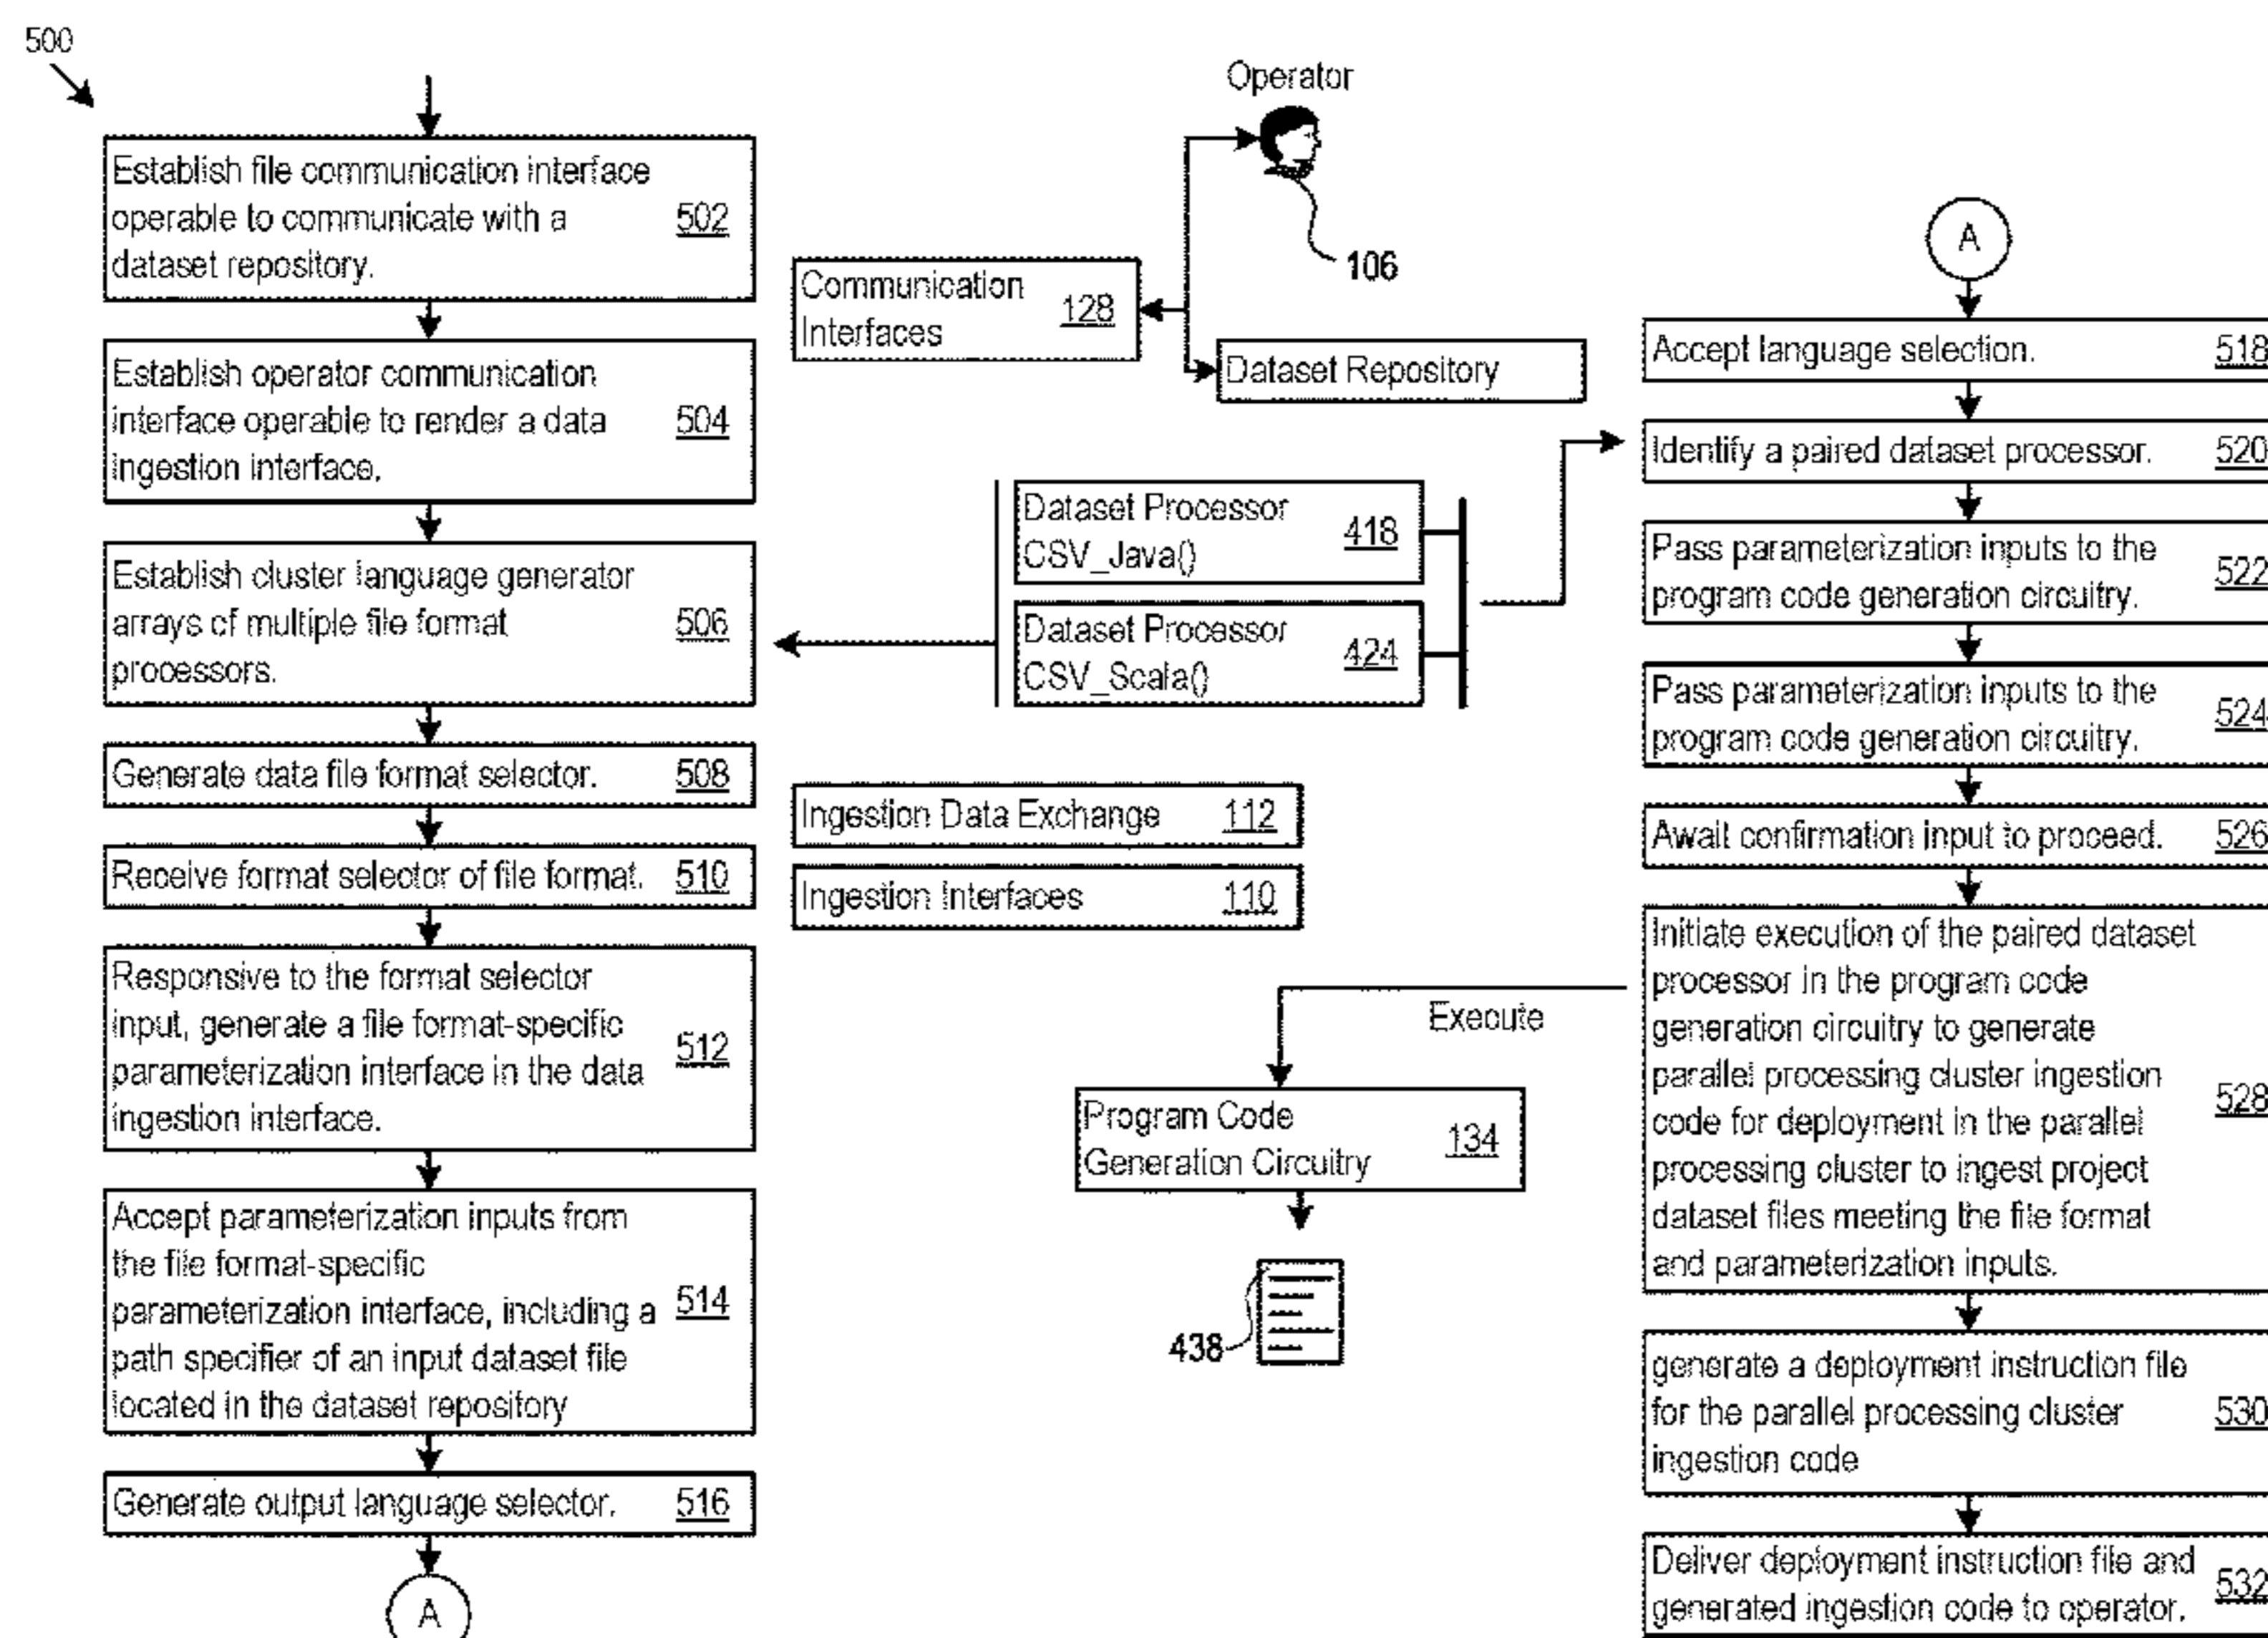 500
Establish file communication interface
operable to communicate with a
dataset repository.
502
Establish operator communication
interface operable to render a data
ingestion interface.
504
Establish cluster language generator
arrays of multiple file format
processors.
506
Generate data file format selector. 508
Receive format selector of file format. 510
Responsive to the format selector
input, generate a file format-specific
parameterization interface in the data
ingestion interface.
512
Accept parameterization inputs from
the file format-specific
parameterization interface, including a
path specifier of an input dataset file
located in the dataset repository
514
Generate output language selector. 516
A
Operator
106
Communication
Interfaces
128
Dataset Repository
Dataset Processor
CSV_Java()
418
Dataset Processor
CSV_Scala()
424
Ingestion Data Exchange 112
Ingestion Interfaces 110
Execute
Program Code
Generation Circuitry
134
438
A
Accept language selection. 518
Identify a paired dataset processor. 520
Pass parameterization inputs to the
program code generation circuitry.
522
Pass parameterization inputs to the
program code generation circuitry.
524
Await confirmation input to proceed. 526
Initiate execution of the paired dataset
processor in the program code
generation circuitry to generate
parallel processing cluster ingestion
code for deployment in the parallel
processing cluster to ingest project
dataset files meeting the file format
and parameterization inputs.
528
generate a deployment instruction file
for the parallel processing cluster
ingestion code
530
Deliver deployment instruction file and
generated ingestion code to operator.
532